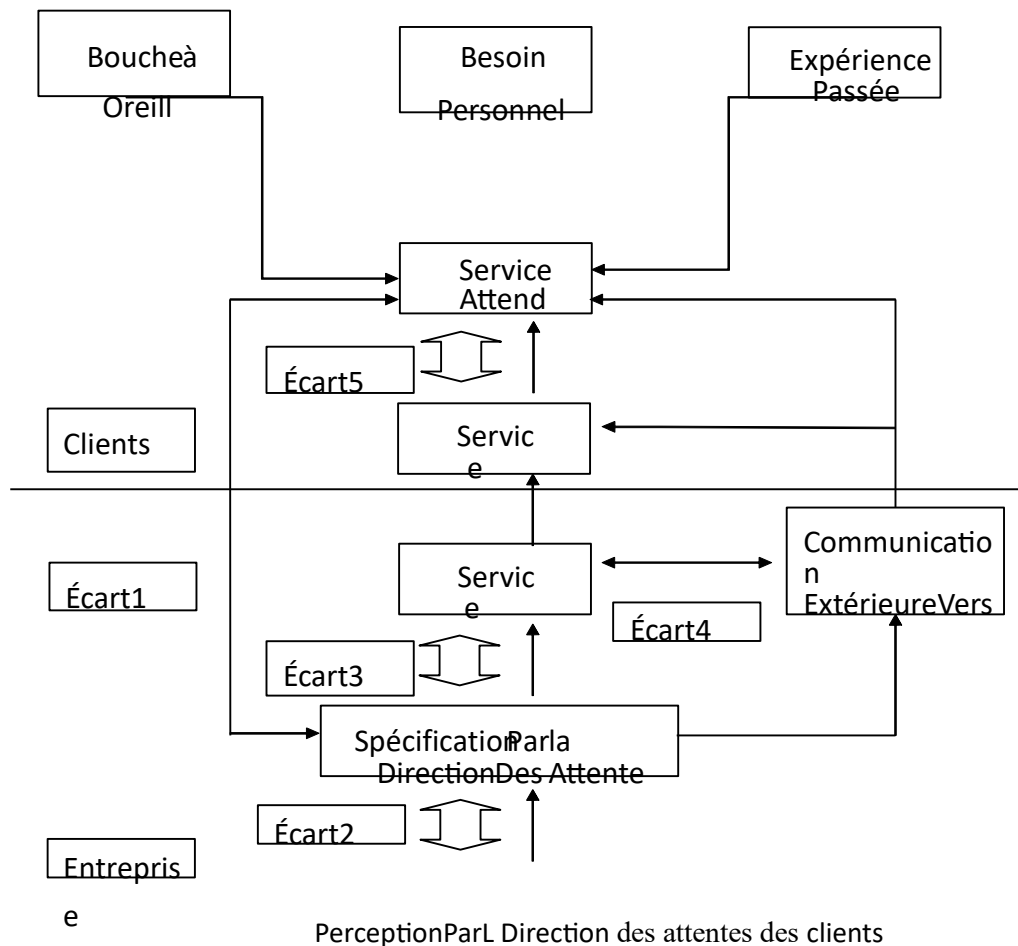 Boucheà
Oreill
Besoin
Personnel
Expérience
Passée
Service
Attend
Écart5
Clients
Servic
e
Écart1
Servic
e
Communicatio
n
ExtérieureVers
Écart4
Écart3
SpécificationParla
DirectionDes Attente
Écart2
Entrepris
e
PerceptionParL Direction des attentes des clients